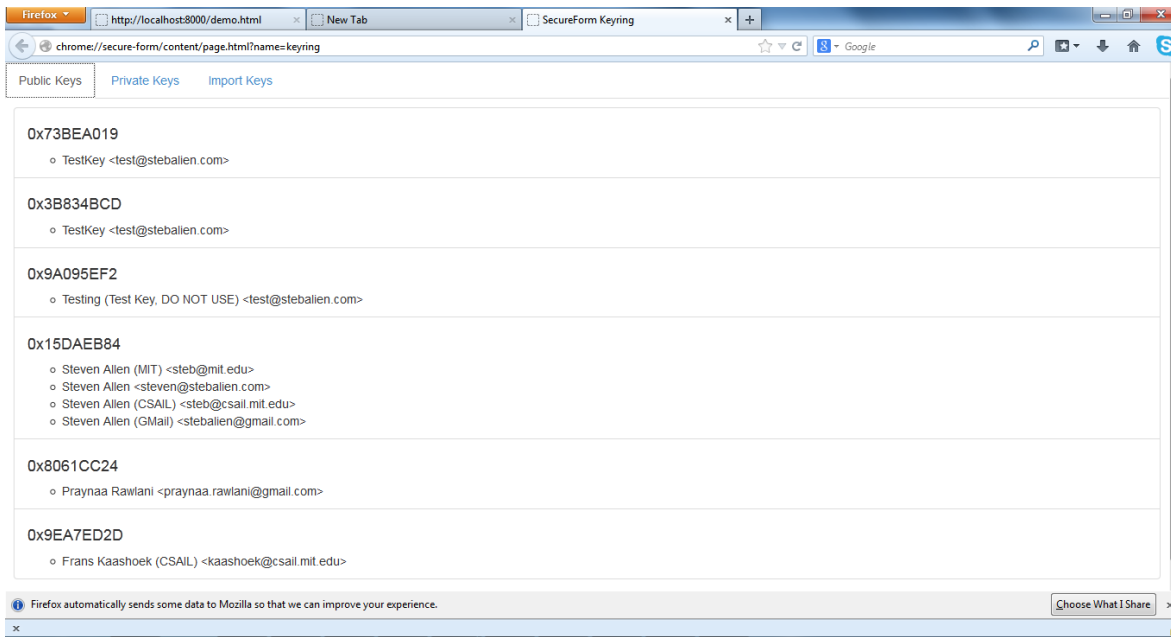 Firefox
http://localhost:8000/demo.html × New Tab × SecureForm Keyring × +
chrome://secure-form/content/page.html?name=keyring 8 Google
Public Keys Private Keys Import Keys
0x73BEA019
TestKey <test@stebalien.com>
0x3B834BCD
TestKey <test@stebalien.com>
0x9A095EF2
Testing (Test Key, DO NOT USE) <test@stebalien.com>
0x15DAEB84
Steven Allen (MIT) <steb@mit.edu>
Steven Allen <steven@stebalien.com>
Steven Allen (CSAIL) <steb@csail.mit.edu>
Steven Allen (GMail) <stebalien@gmail.com>
0x8061CC24
Praynaa Rawlani <praynaa.rawlani@gmail.com>
0x9EA7ED2D
Frans Kaashoek (CSAIL) <kaashoek@csail.mit.edu>
Firefox automatically sends some data to Mozilla so that we can improve your experience. Choose What I Share ×
×